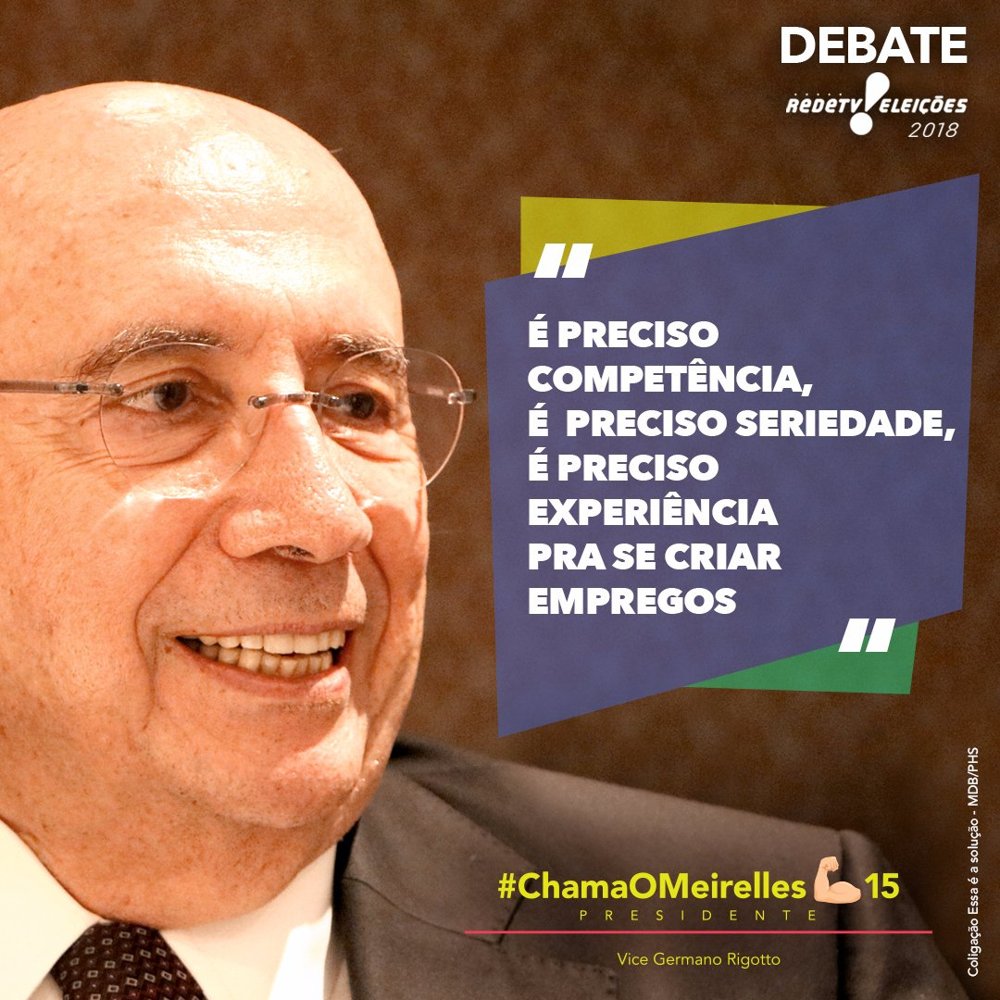 DEBATE
REDETV! ELEIÇÕES
2018
"
É PRECISO
COMPETÊNCIA,
É PRECISO SERIEDADE,
É PRECISO
EXPERIÊNCIA
PRA SE CRIAR
EMPREGOS
"
#ChamaOMeirelles 💪🏻 15
PRESIDENTE
Vice Germano Rigotto
Coligação Essa é a solução - MDB/PHS